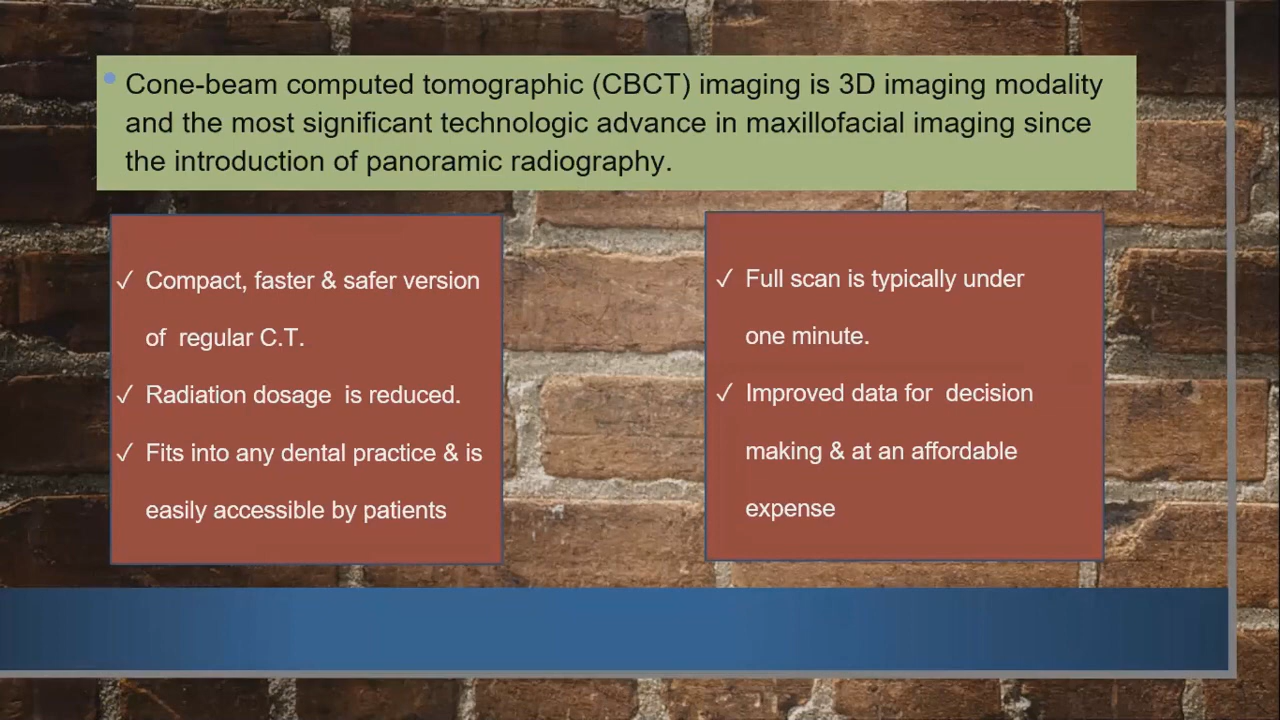 • Cone-beam computed tomographic (CBCT) imaging is 3D imaging modality
and the most significant technologic advance in maxillofacial imaging since
the introduction of panoramic radiography.
✓ Compact, faster & safer version
of  regular C.T.
✓ Radiation dosage  is reduced.
✓ Fits into any dental practice & is
easily accessible by patients
✓ Full scan is typically under
one minute.
✓ Improved data for  decision
making & at an affordable
expense